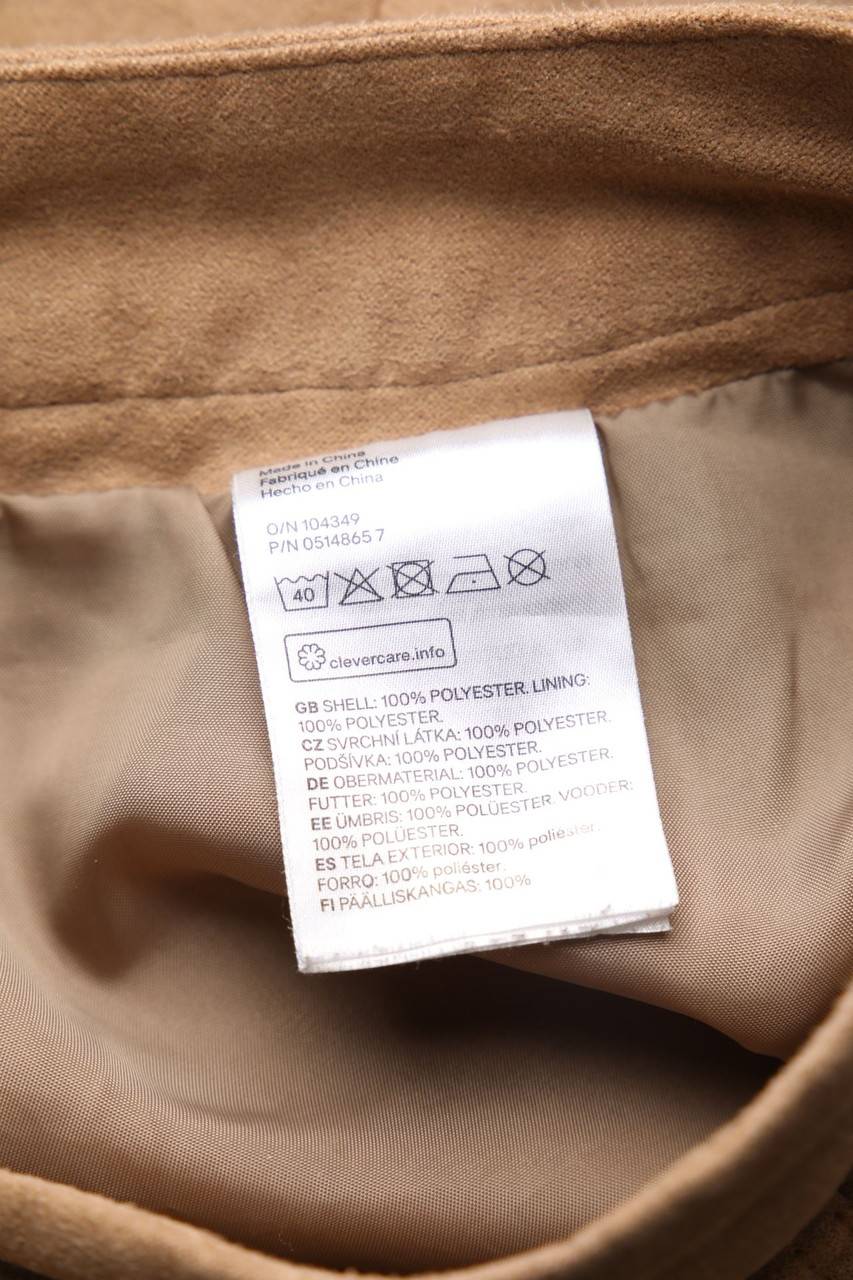 Made in China
Fabriqué en Chine
Hecho en China
O/N 104349
P/N 0514865 7
40
clevercare.info
GB SHELL: 100% POLYESTER. LINING:
100% POLYESTER.
CZ SVRCHNÍ LÁTKA: 100% POLYESTER.
PODŠÍVKA: 100% POLYESTER.
DE OBERMATERIAL: 100% POLYESTER.
FUTTER: 100% POLYESTER.
EE ÜMBRIS: 100% POLÜESTER. VOODER:
100% POLÜESTER.
ES TELA EXTERIOR: 100% poliéster.
FORRO: 100% poliéster.
FI PÄÄLLISKANGAS: 100%